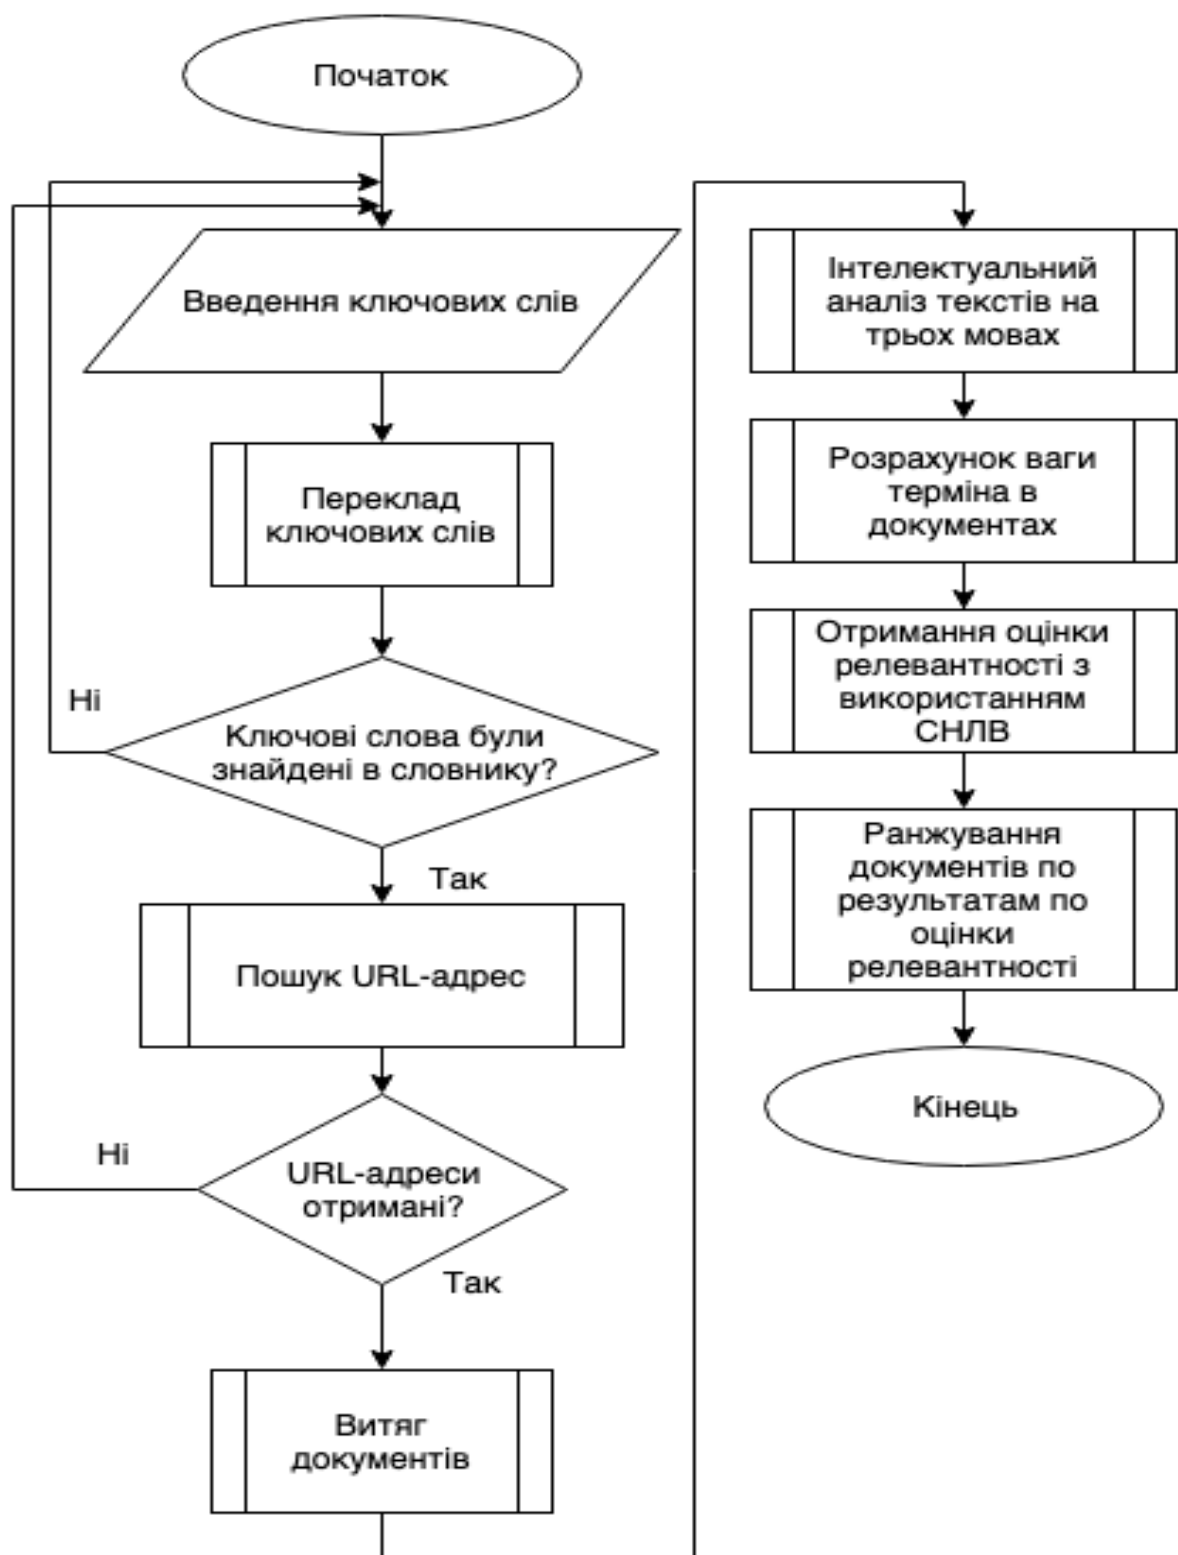 Початок
Введення ключових слів
Переклад
ключових слів
Ні
Ключові слова були
знайдені в словнику?
Так
Пошук URL-адрес
Ні
URL-адреси
отримані?
Так
Витяг
документів
Інтелектуальний
аналіз текстів на
трьох мовах
Розрахунок ваги
терміна в
документах
Отримання оцінки
релевантності з
використанням
СНЛВ
Ранжування
документів по
результатам по
оцінки
релевантності
Кінець